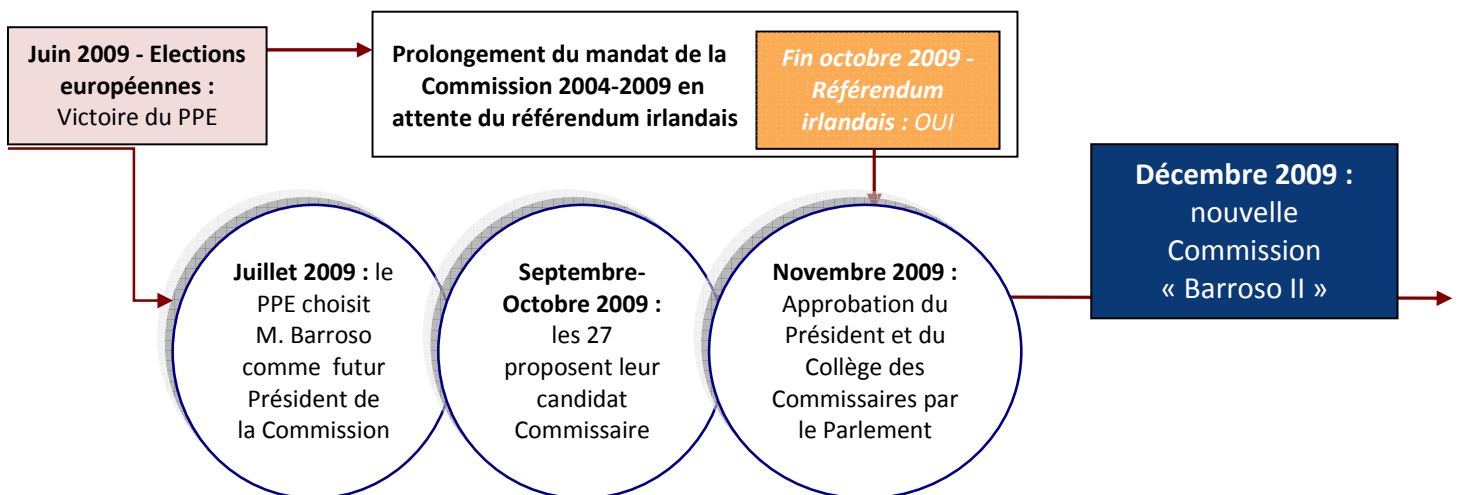 Juin 2009 - Elections
européennes :
Victoire du PPE
Prolongement du mandat de la
Commission 2004-2009 en
attente du référendum irlandais
Fin octobre 2009 -
Référendum
irlandais : OUI
Juillet 2009 : le
PPE choisit
M. Barroso
comme futur
Président de
la Commission
Septembre-
Octobre 2009 :
les 27
proposent leur
candidat
Commissaire
Novembre 2009 :
Approbation du
Président et du
Collège des
Commissaires par
le Parlement
Décembre 2009 :
nouvelle
Commission
« Barroso II »